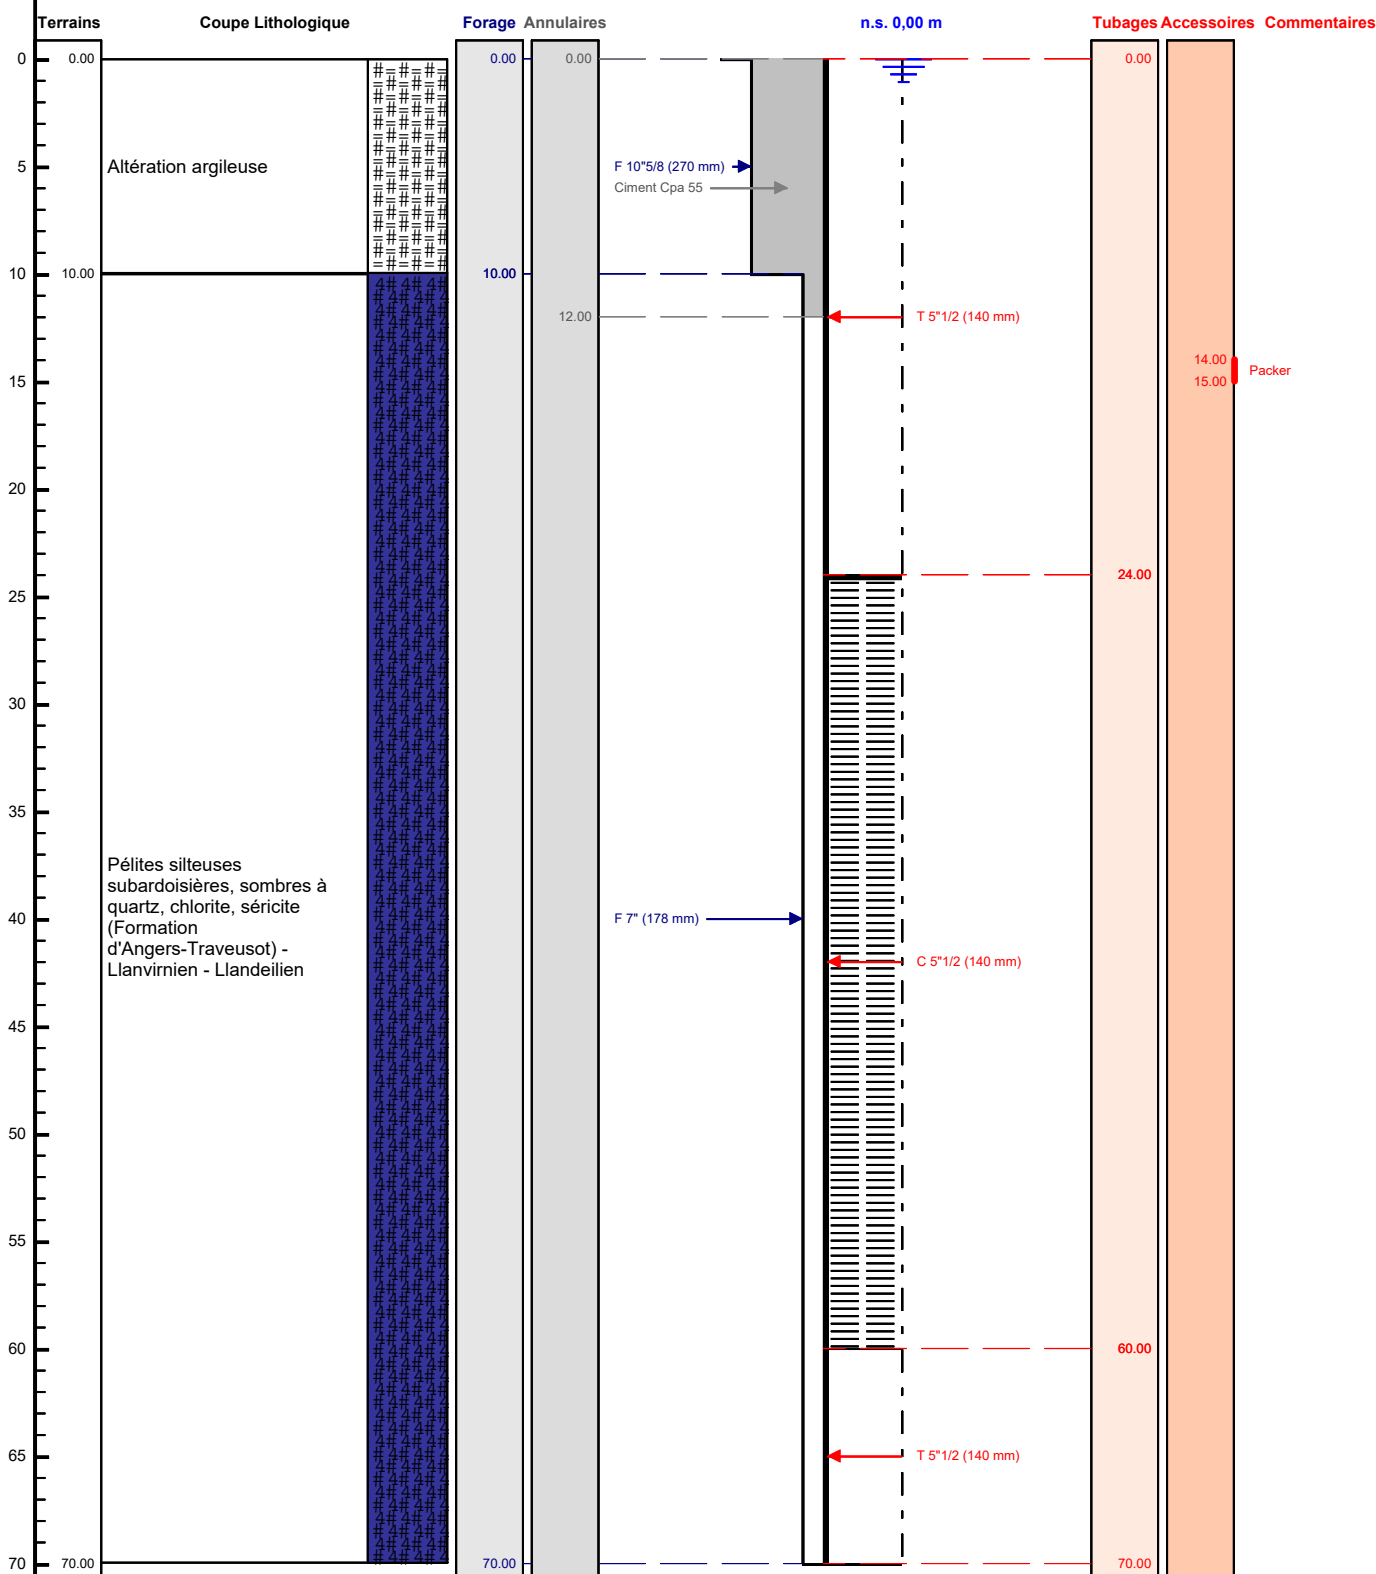 Terrains Coupe Lithologique Forage Annulaires n.s. 0,00 m Tubages Accessoires Commentaires
0 0.00 0.00 0.00 0.00
5 Altération argileuse F 10"5/8 (270 mm)
Ciment Cpa 55
10 10.00 10.00
12.00 T 5"1/2 (140 mm)
14.00
Packer
15 15.00
20
24.00
25
30
35
Pélites silteuses
subardoisières, sombres à
quartz, chlorite, séricite
40 (Formation F 7" (178 mm)
d'Angers-Traveusot) -
Llanvirnien - Llandeilien C 5"1/2 (140 mm)
45
50
55
60 60.00
65 T 5"1/2 (140 mm)
70 70.00 70.00 70.00